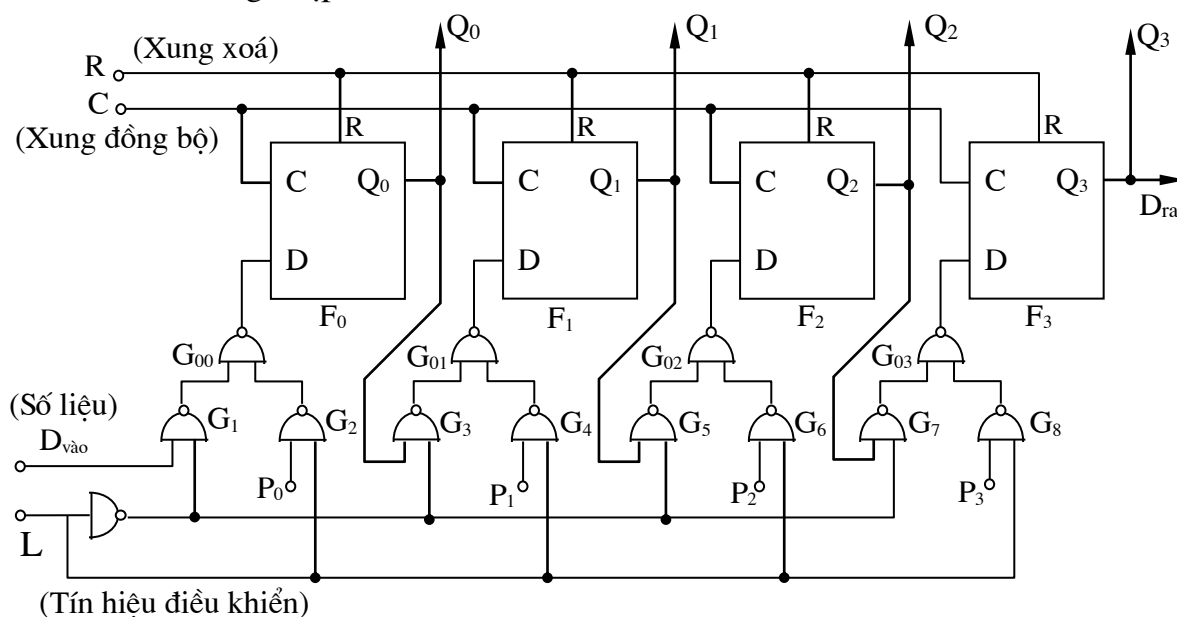 Q₀ Q₁ Q₂ Q₃
R (Xung xoá)
C
(Xung đồng bộ)
R R R R
C Q₀ C Q₁ C Q₂ C Q₃
D_ra
D D D D
F₀ F₁ F₂ F₃
G₀₀ G₀₁ G₀₂ G₀₃
(Số liệu)
D_vào
G₁ G₂ G₃ G₄ G₅ G₆ G₇ G₈
P₀ P₁ P₂ P₃
L
(Tín hiệu điều khiển)